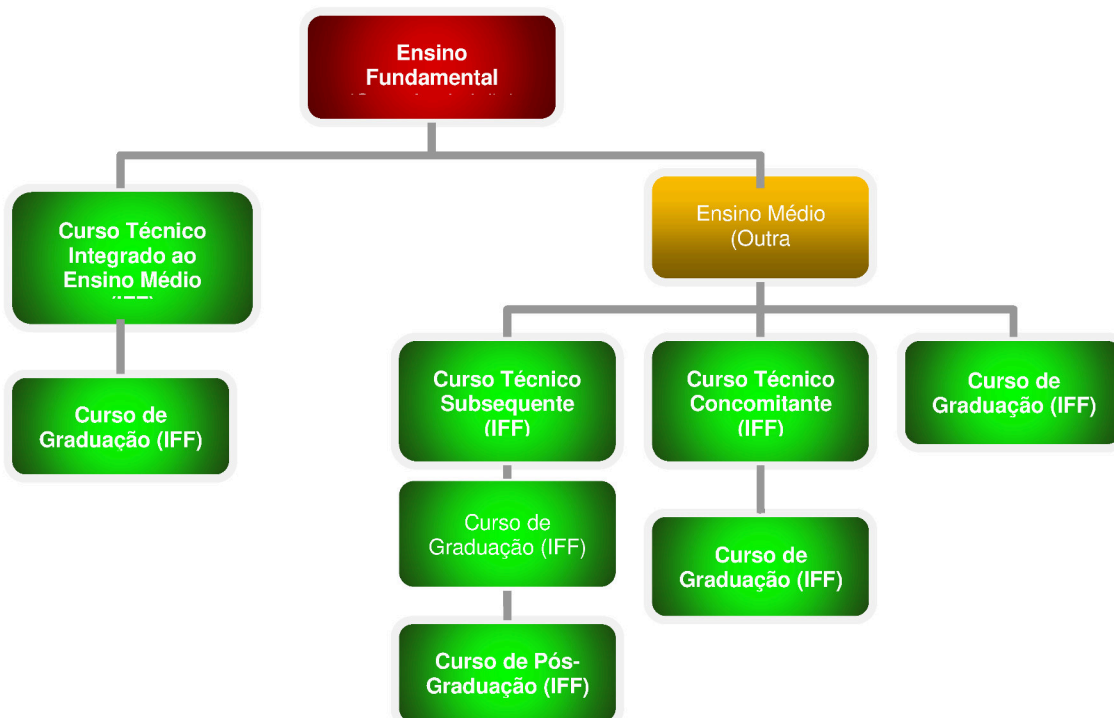 Ensino
Fundamental
Curso Técnico
Integrado ao
Ensino Médio
(IFF)
Curso de
Graduação (IFF)
Ensino Médio
(Outra
Curso Técnico
Subsequente
(IFF)
Curso de
Graduação (IFF)
Curso de Pós-
Graduação (IFF)
Curso Técnico
Concomitante
(IFF)
Curso de
Graduação (IFF)
Curso de
Graduação (IFF)